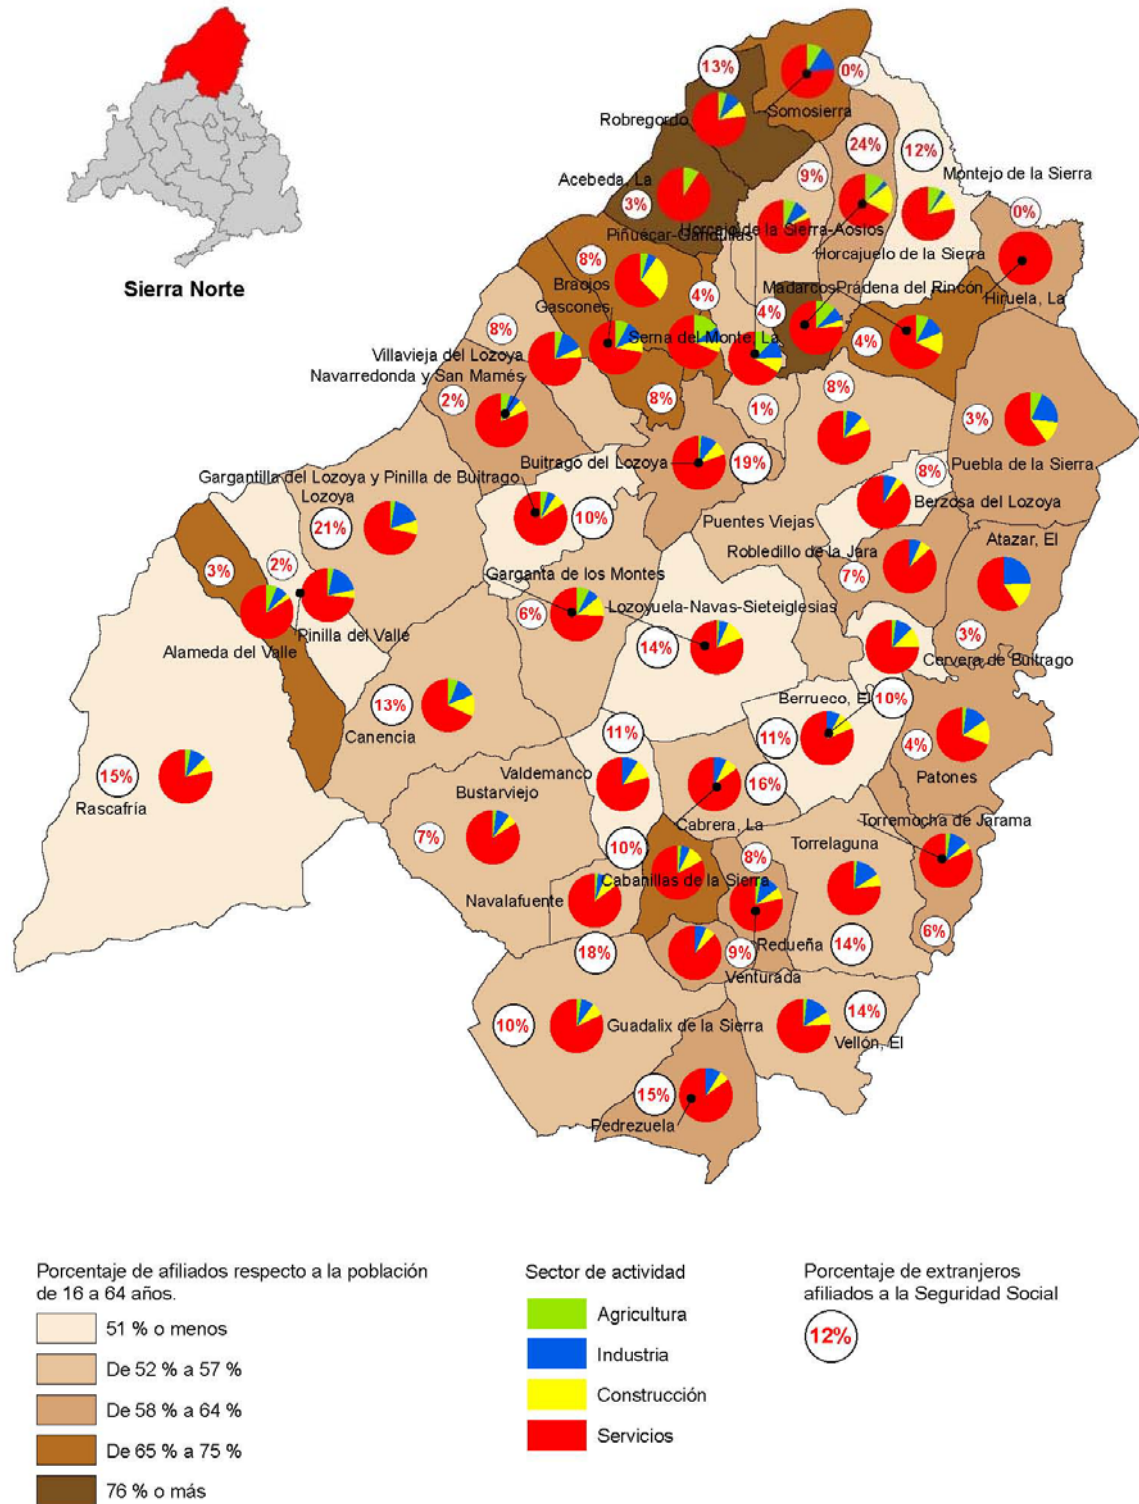 13%
0%
Somosierra
Robregordo
24%
12%
Montejo de la Sierra
Acebeda, La
9%
3%
0%
Piñuécar-Gandullas
Horcajo de la Sierra-Aoslos
Horcajuelo de la Sierra
8%
Braojos
Madarcos
Prádena del Rincón
Hiruela, La
Gascones
4%
4%
Serna del Monte, La
4%
8%
Villavieja del Lozoya
Navarredonda y San Mamés
2%
8%
1%
8%
3%
Puebla de la Sierra
Buitrago del Lozoya
19%
8%
Gargantilla del Lozoya y Pinilla de Buitrago
Berzosa del Lozoya
Lozoya
21%
10%
Puentes Viejas
Atazar, El
Robledillo de la Jara
3%
2%
7%
Garganta de los Montes
Lozoyuela-Navas-Sieteiglesias
6%
Pinilla del Valle
Alameda del Valle
14%
3%
Cervera de Buitrago
Berrueco, El
10%
13%
Canencia
11%
11%
4%
Patones
15%
Rascafría
Valdemanco
Bustarviejo
16%
Cabrera, La
Torremocha de Jarama
7%
10%
8%
Torrelaguna
Cabanillas de la Sierra
Navalafuente
Redueña
6%
18%
9%
14%
Venturada
10%
Guadalix de la Sierra
14%
Vellón, El
15%
Pedrezuela
Sierra Norte
Porcentaje de afiliados respecto a la población
de 16 a 64 años.
51 % o menos
De 52 % a 57 %
De 58 % a 64 %
De 65 % a 75 %
76 % o más
Sector de actividad
Agricultura
Industria
Construcción
Servicios
Porcentaje de extranjeros
afiliados a la Seguridad Social
12%